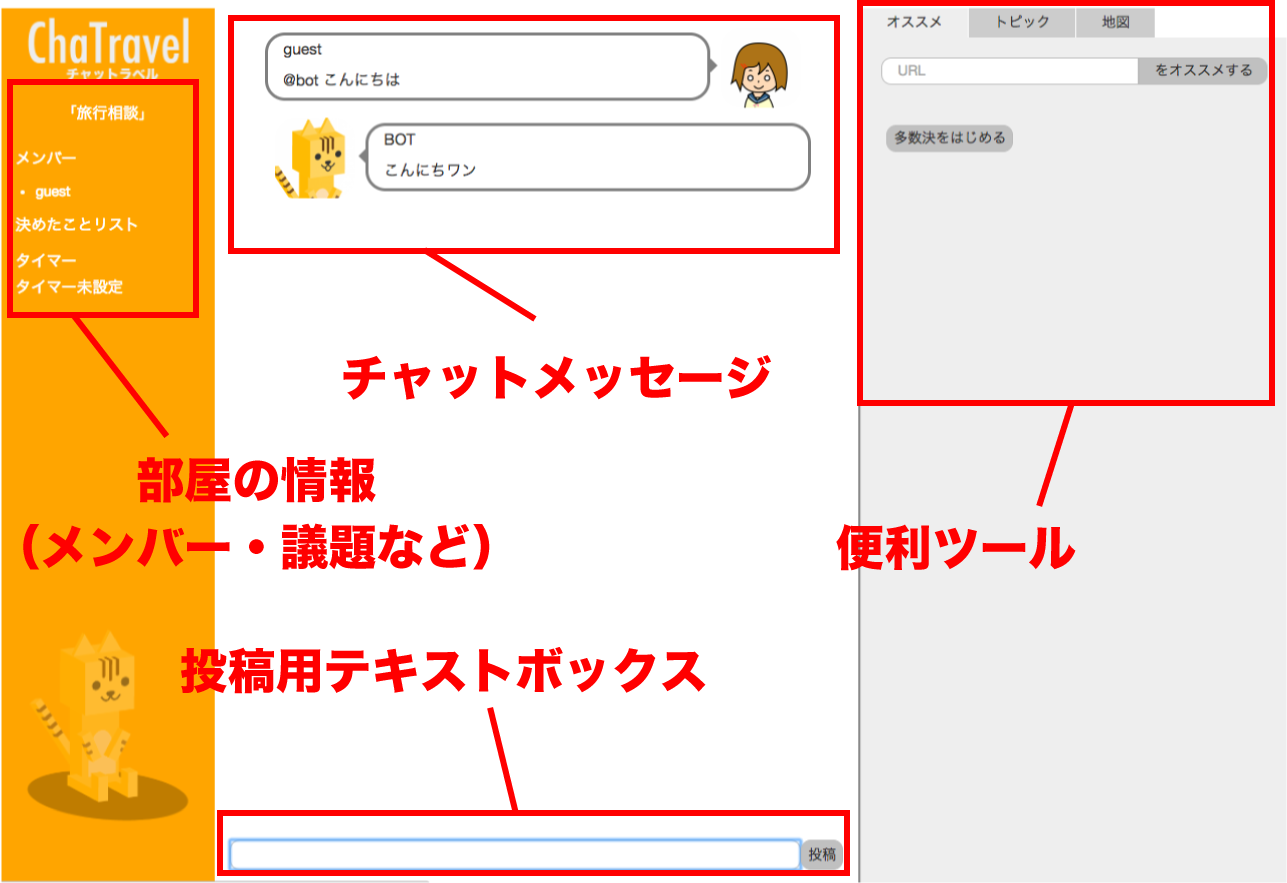 ChaTravel
チャットラベル
「旅行相談」
メンバー
• guest
決めたことリスト
タイマー
タイマー未設定
guest
@bot こんにちは
BOT
こんにちワン
オススメ
トピック
地図
URL
をオススメする
多数決をはじめる
チャットメッセージ
部屋の情報
（メンバー・議題など）
便利ツール
投稿用テキストボックス
投稿